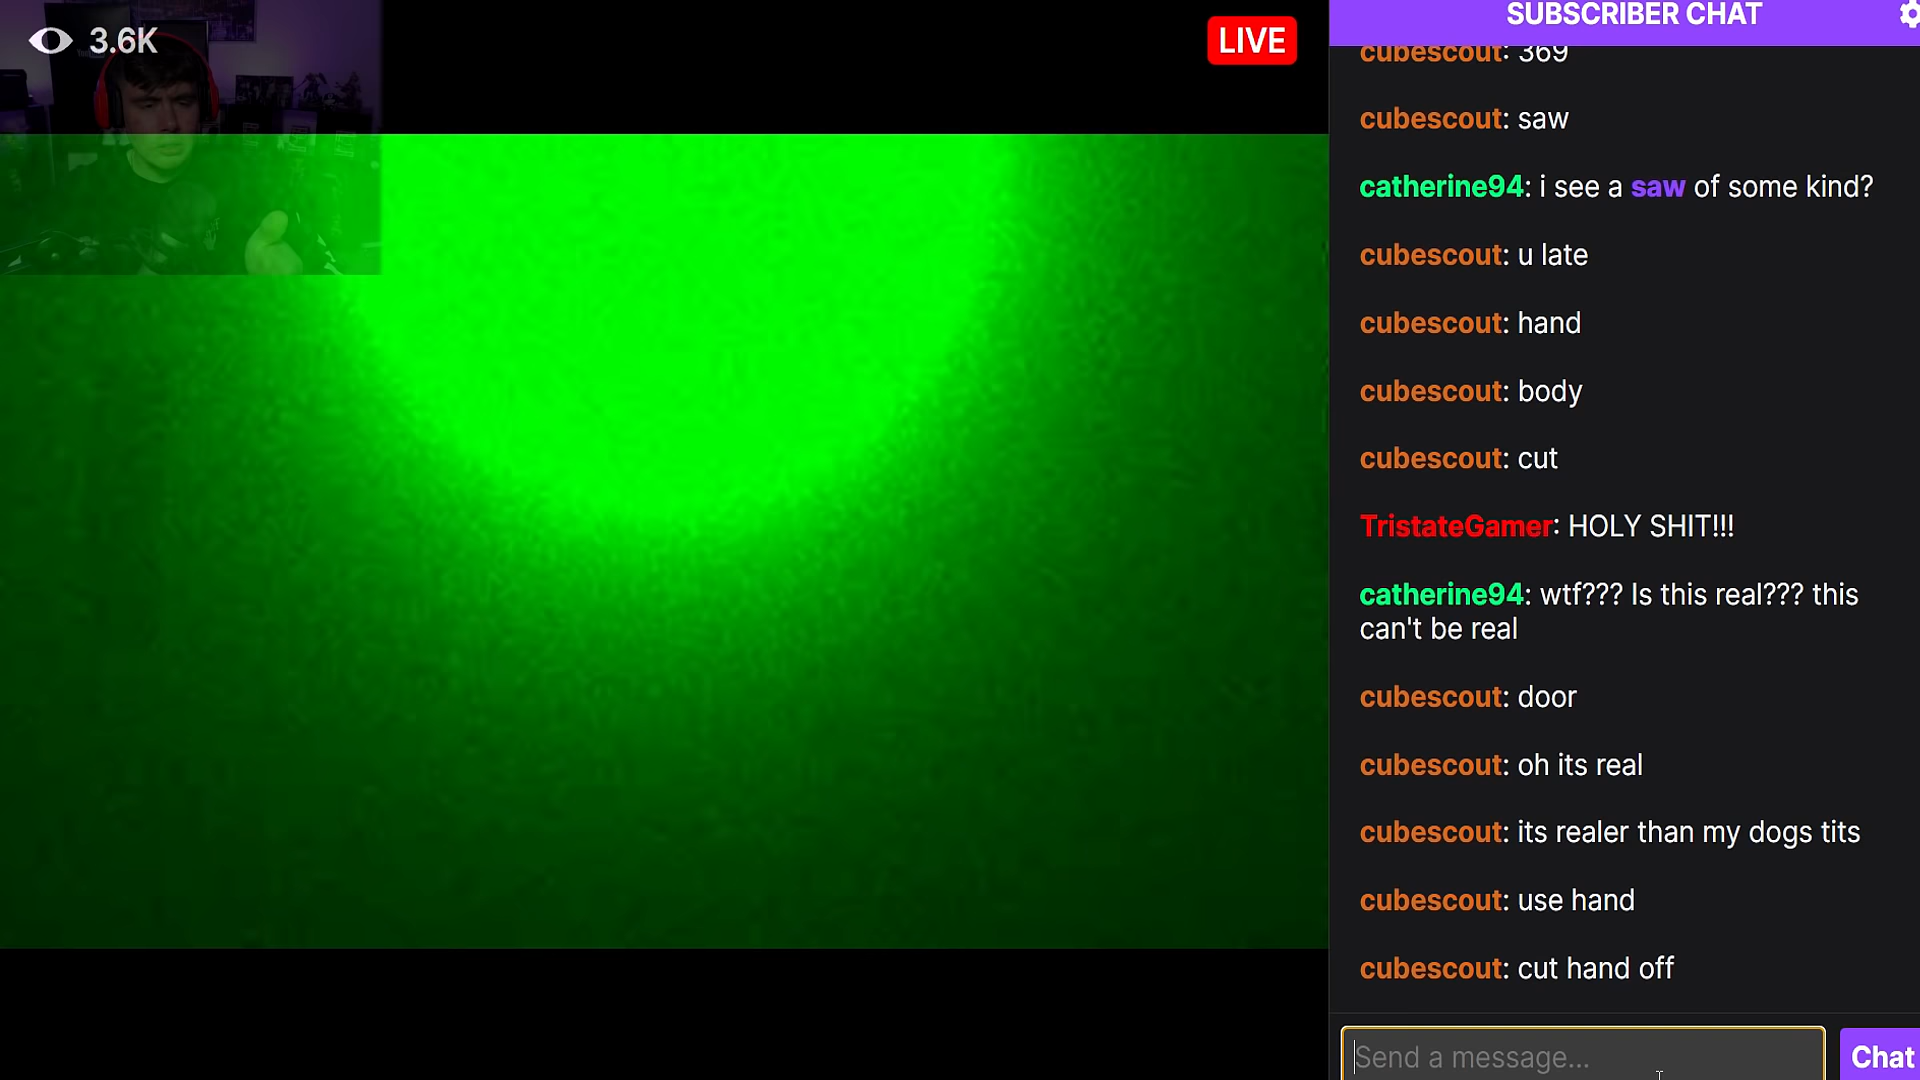 3.6K
LIVE
SUBSCRIBER CHAT
cubescout: 369
cubescout: saw
catherine94: i see a saw of some kind?
cubescout: u late
cubescout: hand
cubescout: body
cubescout: cut
TristateGamer: HOLY SHIT!!!
catherine94: wtf??? Is this real??? this
can't be real
cubescout: door
cubescout: oh its real
cubescout: its realer than my dogs tits
cubescout: use hand
cubescout: cut hand off
Send a message...
Chat